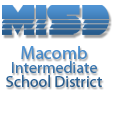 MISD
Macomb
Intermediate
School District